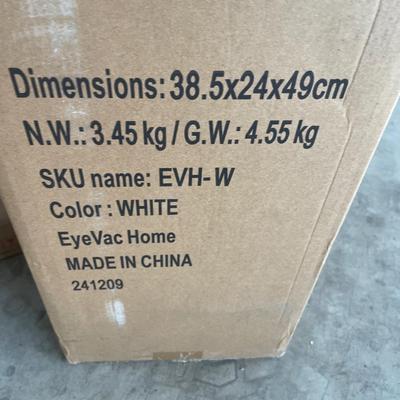 Dimensions: 38.5x24x49cm
N.W.: 3.45 kg / G.W.: 4.55 kg
SKU name: EVH-W
Color : WHITE
EyeVac Home
MADE IN CHINA
241209